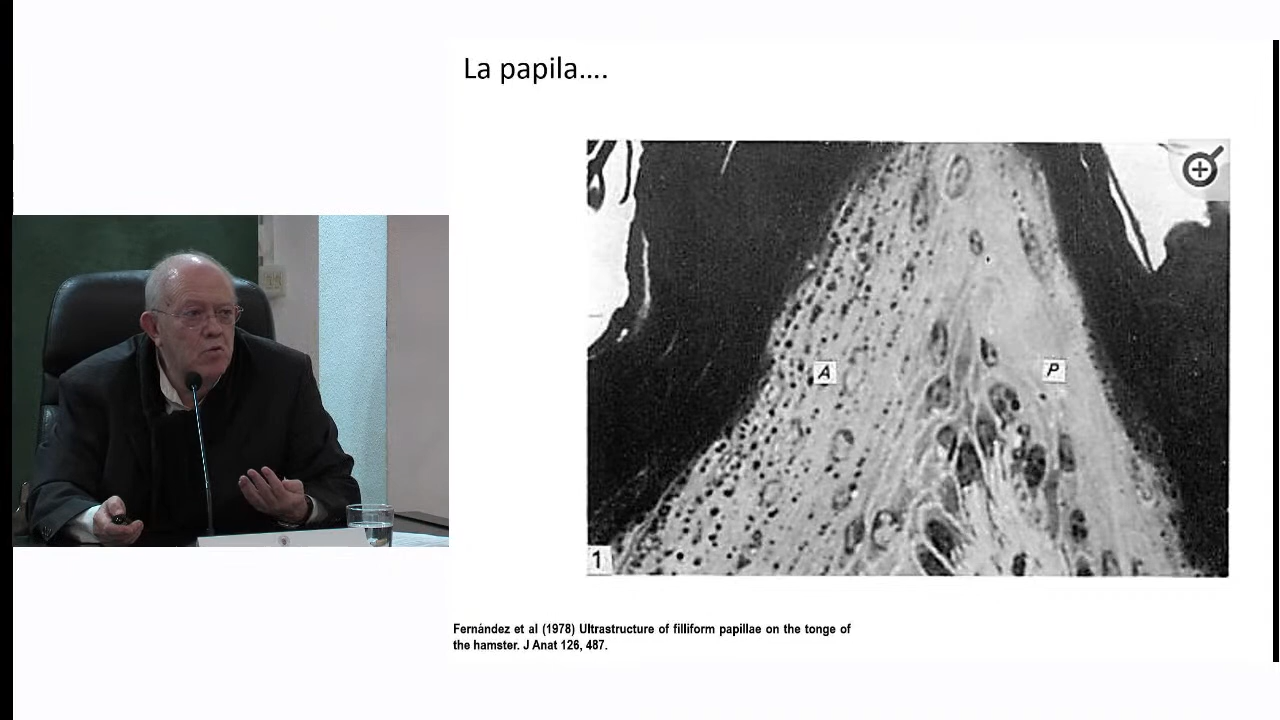 La papila....
A
P
1
Fernández et al (1978) Ultrastructure of filliform papillae on the tonge of
the hamster. J Anat 126, 487.